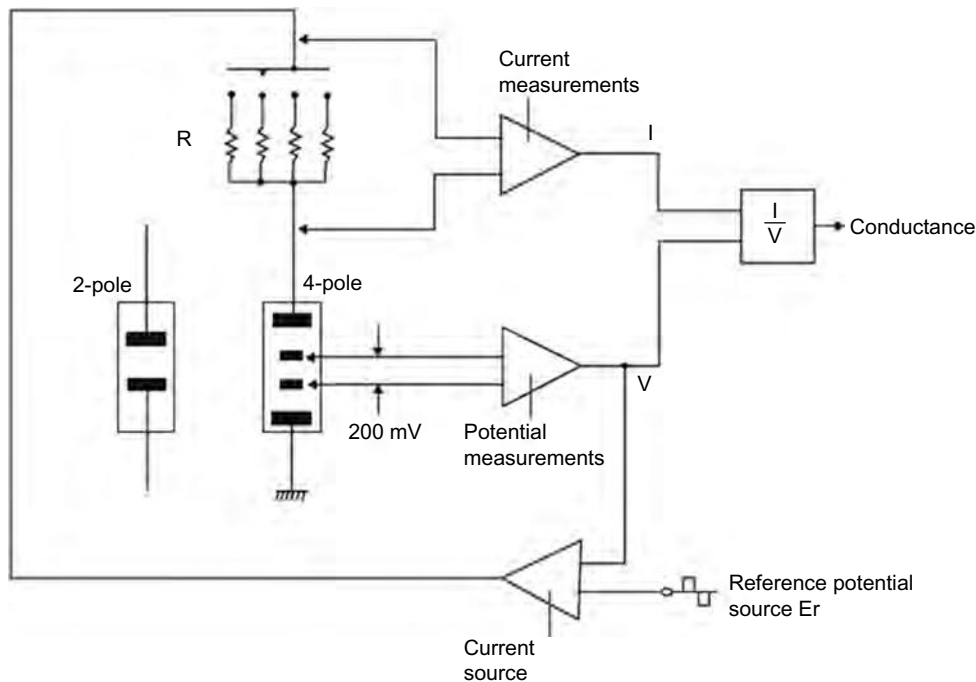 Current
measurements
R
I
I
V
Conductance
2-pole
4-pole
V
200 mV
Potential
measurements
Reference potential
source Er
Current
source